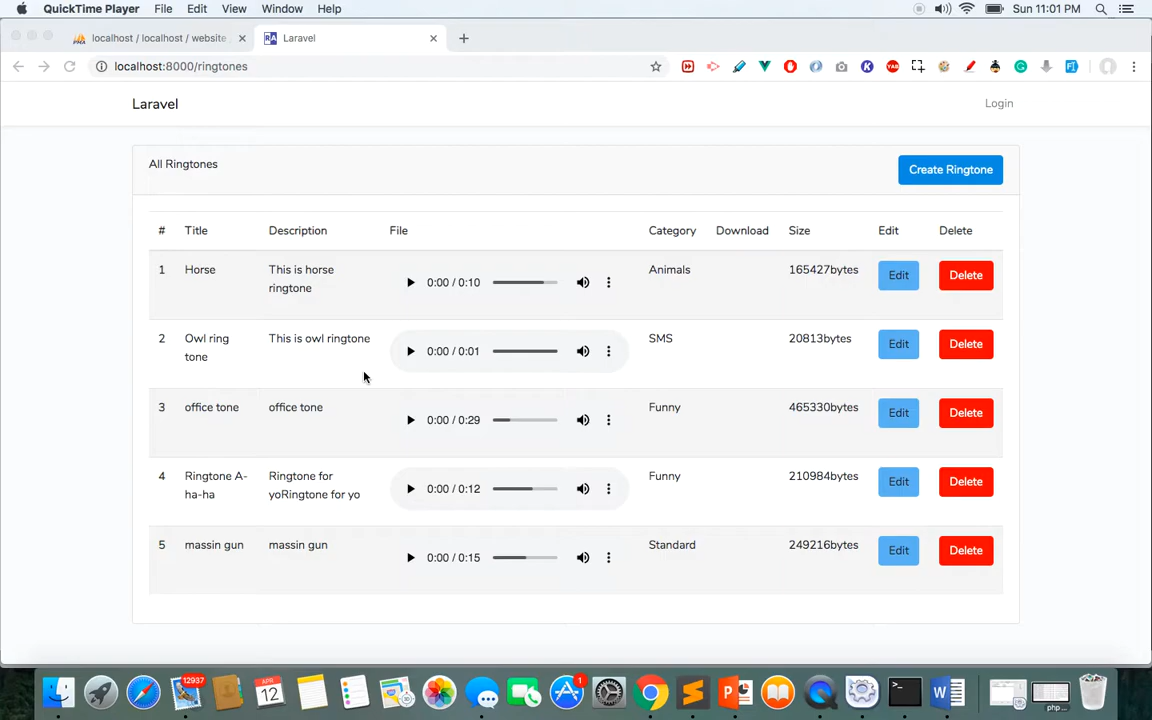 QuickTime Player File Edit View Window Help Sun 11:01 PM
localhost / localhost / website Laravel
localhost:8000/ringtones
Laravel Login
All Ringtones Create Ringtone
# Title Description File Category Download Size Edit Delete
1 Horse This is horse 0:00 / 0:10 Animals 165427bytes Edit Delete
ringtone
2 Owl ring This is owl ringtone 0:00 / 0:01 SMS 20813bytes Edit Delete
tone
3 office tone office tone 0:00 / 0:29 Funny 465330bytes Edit Delete
4 Ringtone A- Ringtone for 0:00 / 0:12 Funny 210984bytes Edit Delete
ha-ha yoRingtone for yo
5 massin gun massin gun 0:00 / 0:15 Standard 249216bytes Edit Delete
12937 APR 1
12
php...